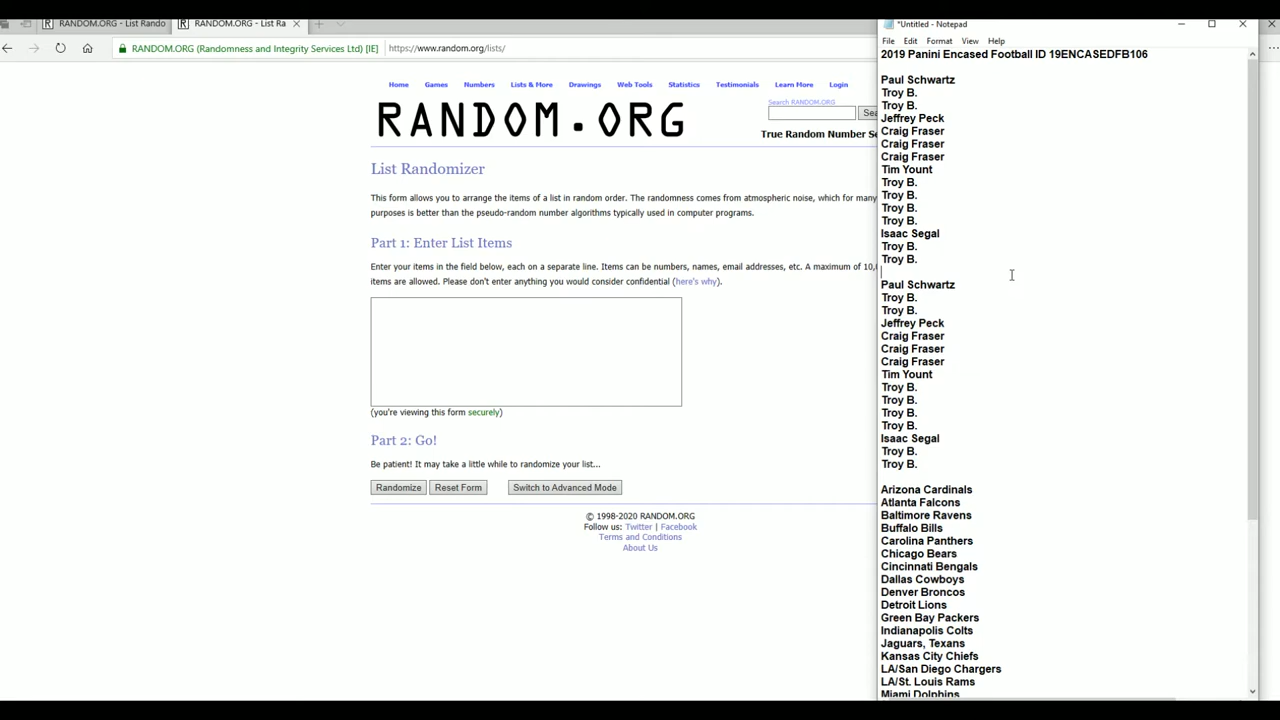 RANDOM.ORG - List Rando
RANDOM.ORG - List Ra
RANDOM.ORG (Randomness and Integrity Services Ltd) [IE]
https://www.random.org/lists/
Home Games Numbers Lists & More Drawings Web Tools Statistics Testimonials Learn More Login
RANDOM.ORG
Search RANDOM.ORG
Sea
True Random Number Se
List Randomizer
This form allows you to arrange the items of a list in random order. The randomness comes from atmospheric noise, which for many
purposes is better than the pseudo-random number algorithms typically used in computer programs.
Part 1: Enter List Items
Enter your items in the field below, each on a separate line. Items can be numbers, names, email addresses, etc. A maximum of 10,
items are allowed. Please don't enter anything you would consider confidential (here's why).
(you're viewing this form securely)
Part 2: Go!
Be patient! It may take a little while to randomize your list...
Randomize Reset Form Switch to Advanced Mode
© 1998-2020 RANDOM.ORG
Follow us: Twitter | Facebook
Terms and Conditions
About Us
*Untitled - Notepad
File Edit Format View Help
2019 Panini Encased Football ID 19ENCASEDFB106
Paul Schwartz
Troy B.
Troy B.
Jeffrey Peck
Craig Fraser
Craig Fraser
Craig Fraser
Tim Yount
Troy B.
Troy B.
Troy B.
Troy B.
Isaac Segal
Troy B.
Troy B.
Paul Schwartz
Troy B.
Troy B.
Jeffrey Peck
Craig Fraser
Craig Fraser
Craig Fraser
Tim Yount
Troy B.
Troy B.
Troy B.
Troy B.
Isaac Segal
Troy B.
Troy B.
Arizona Cardinals
Atlanta Falcons
Baltimore Ravens
Buffalo Bills
Carolina Panthers
Chicago Bears
Cincinnati Bengals
Dallas Cowboys
Denver Broncos
Detroit Lions
Green Bay Packers
Indianapolis Colts
Jaguars, Texans
Kansas City Chiefs
LA/San Diego Chargers
LA/St. Louis Rams
Miami Dolphins